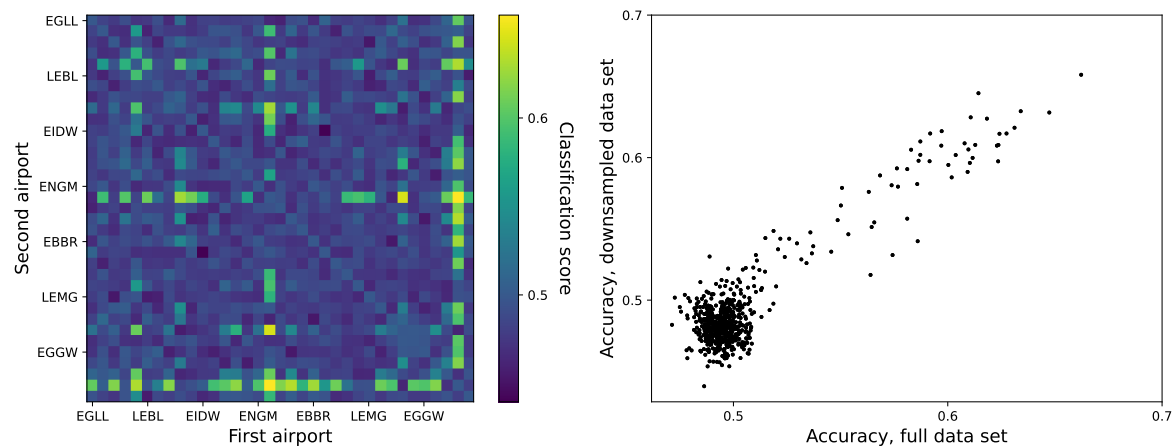 EGLL
LEBL
EIDW
ENGM
EBBR
LEMG
EGGW
Second airport
EGLL LEBL EIDW ENGM EBBR LEMG EGGW
First airport
0.6
0.5
Classification score
0.7
0.6
0.5
Accuracy, downsampled data set
0.5 0.6 0.7
Accuracy, full data set